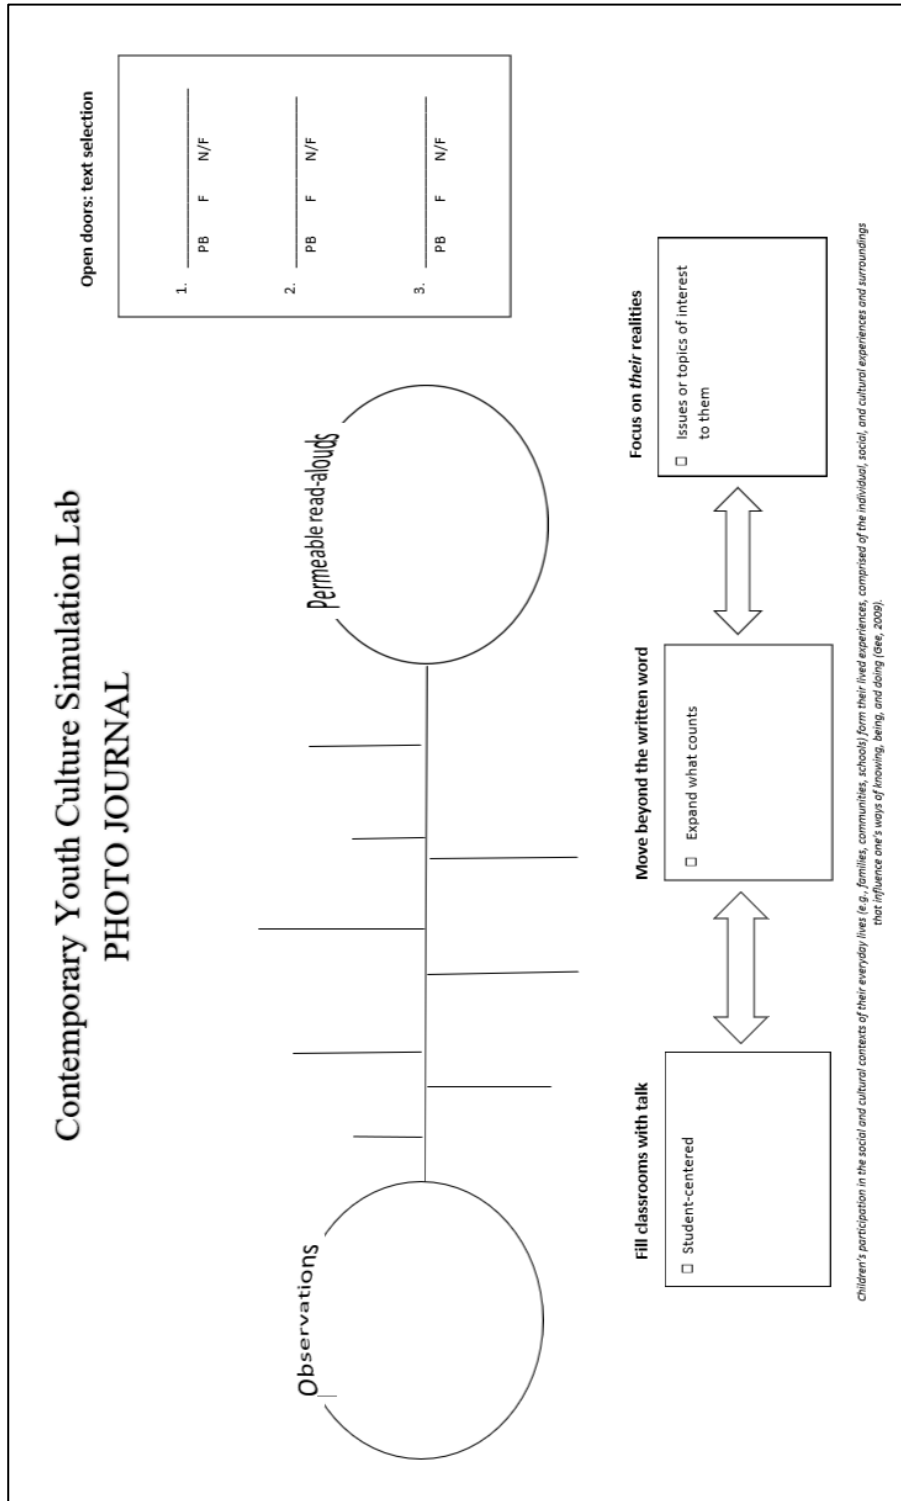 Contemporary Youth Culture Simulation Lab
PHOTO JOURNAL
Open doors: text selection
1. ____________________
PB F N/F
2. ____________________
PB F N/F
3. ____________________
PB F N/F
Observations
Permeable read-alouds
Fill classrooms with talk
☐ Student-centered
Move beyond the written word
☐ Expand what counts
Focus on their realities
☐ Issues or topics of interest
to them
Children's participation in the social and cultural contexts of their everyday lives (e.g., families, communities, schools) form their lived experiences, comprised of the individual, social, and cultural experiences and surroundings
that influence one's ways of knowing, being, and doing (Gee, 2009).